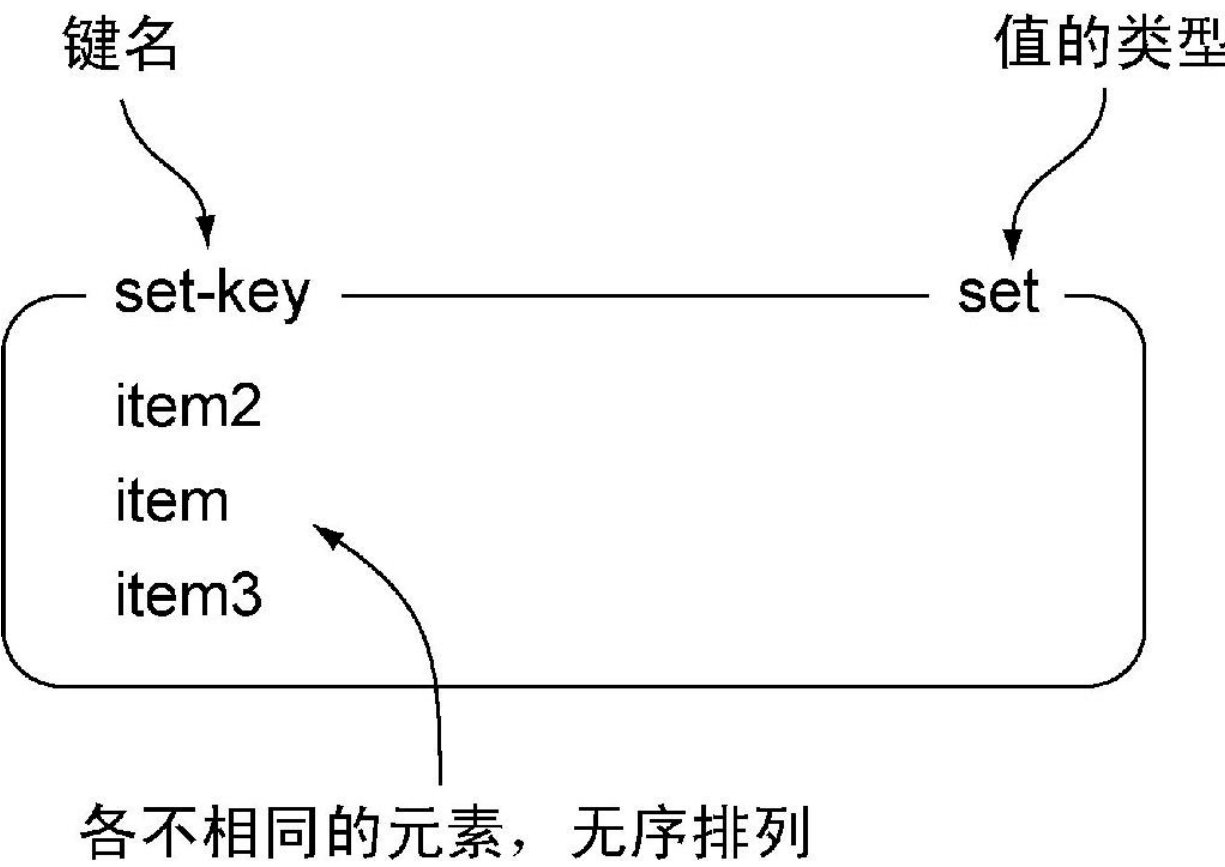 键名
值的类型
set-key
set
item2
item
item3
各不相同的元素，无序排列